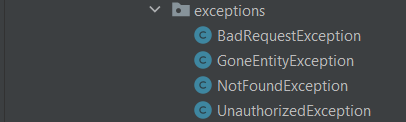 exceptions
C BadRequestException
C GoneEntityException
C NotFoundException
C UnauthorizedException